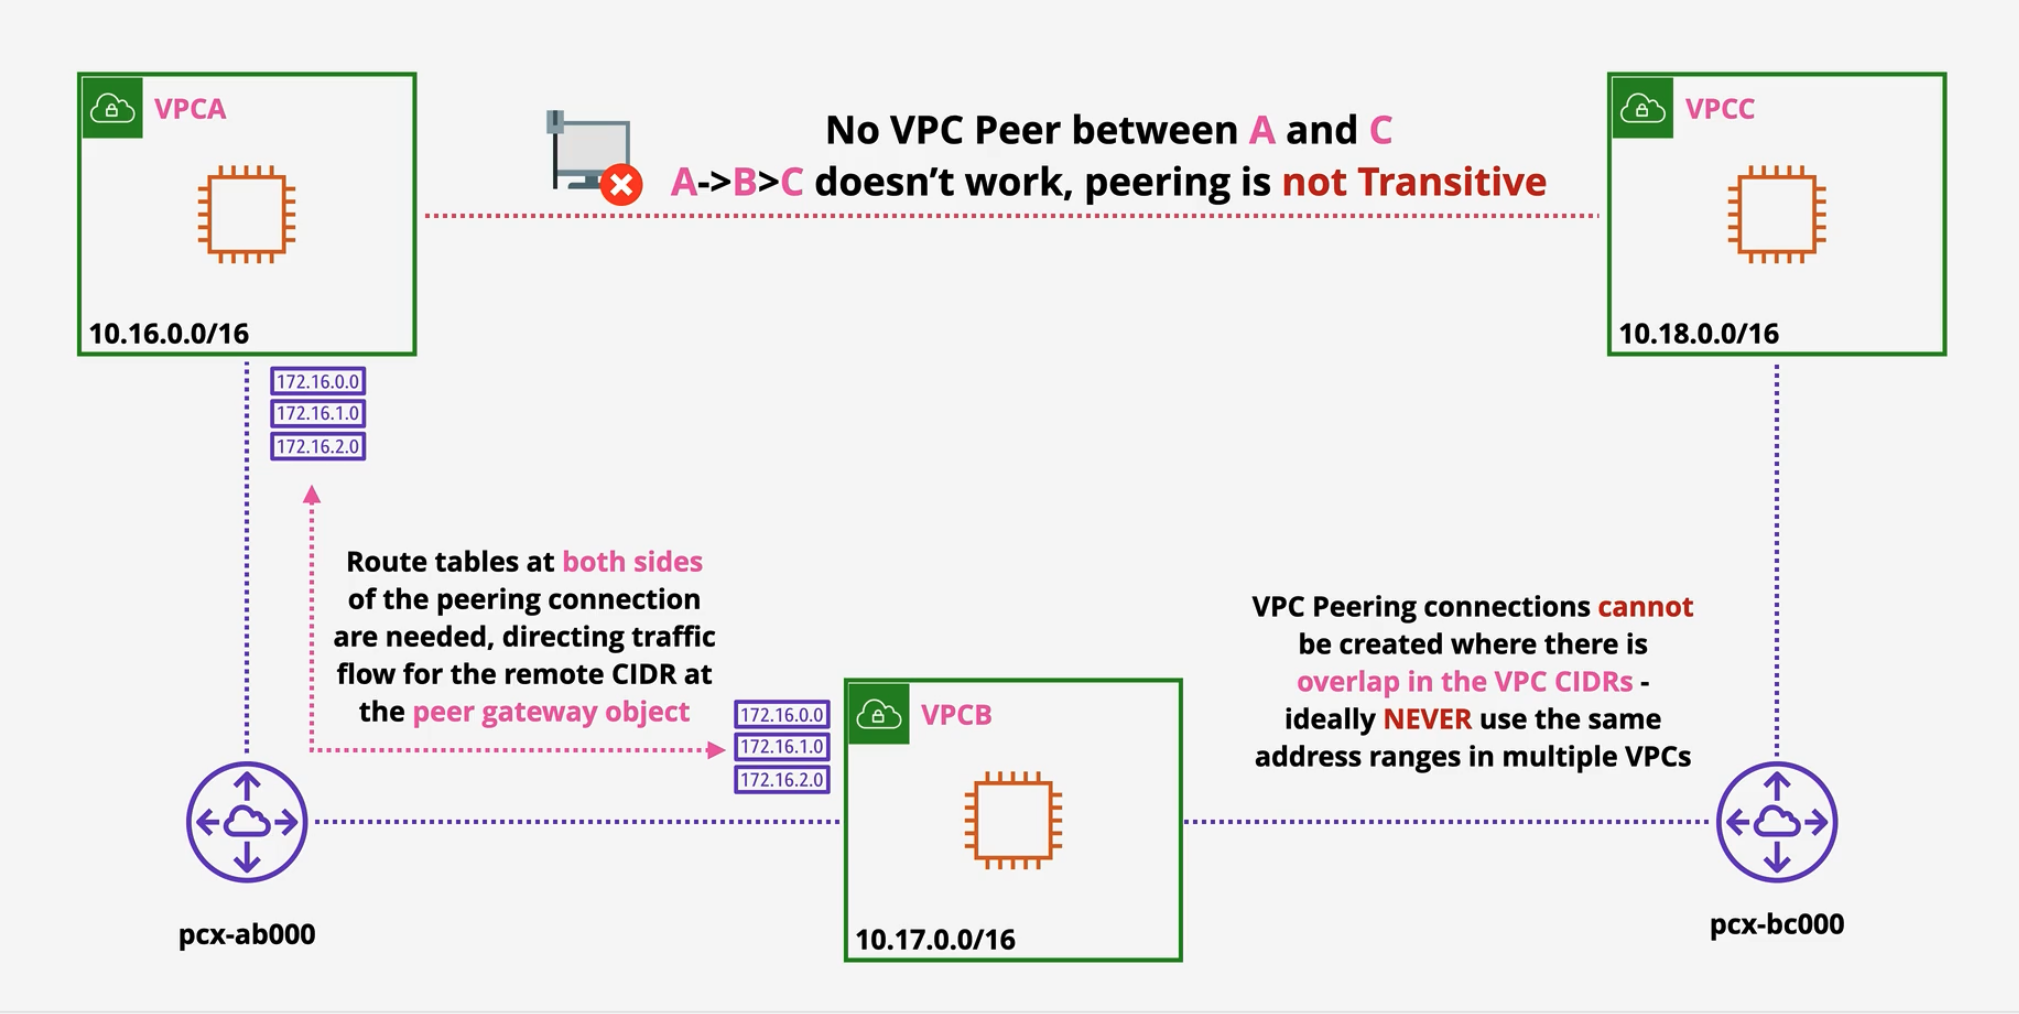 VPCA
No VPC Peer between A and C
A->B>C doesn't work, peering is not Transitive
VPCC
10.16.0.0/16
10.18.0.0/16
172.16.0.0
172.16.1.0
172.16.2.0
Route tables at both sides
of the peering connection
are needed, directing traffic
flow for the remote CIDR at
the peer gateway object
172.16.0.0
172.16.1.0
172.16.2.0
VPCB
10.17.0.0/16
VPC Peering connections cannot
be created where there is
overlap in the VPC CIDRs -
ideally NEVER use the same
address ranges in multiple VPCs
pcx-ab000
pcx-bc000